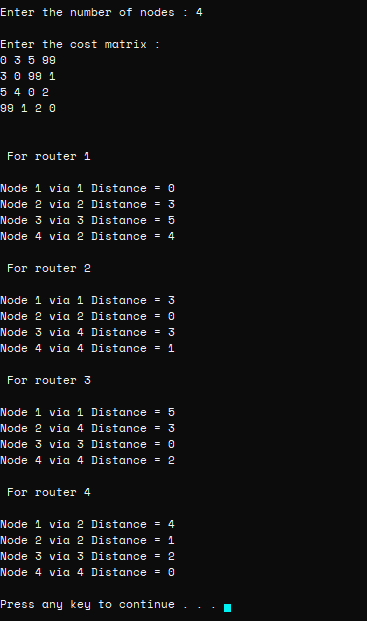 Enter the number of nodes : 4
Enter the cost matrix :
0 3 5 99
3 0 99 1
5 4 0 2
99 1 2 0
For router 1
Node 1 via 1 Distance = 0
Node 2 via 2 Distance = 3
Node 3 via 3 Distance = 5
Node 4 via 2 Distance = 4
For router 2
Node 1 via 1 Distance = 3
Node 2 via 2 Distance = 0
Node 3 via 4 Distance = 3
Node 4 via 4 Distance = 1
For router 3
Node 1 via 1 Distance = 5
Node 2 via 4 Distance = 3
Node 3 via 3 Distance = 0
Node 4 via 4 Distance = 2
For router 4
Node 1 via 2 Distance = 4
Node 2 via 2 Distance = 1
Node 3 via 3 Distance = 2
Node 4 via 4 Distance = 0
Press any key to continue . . .